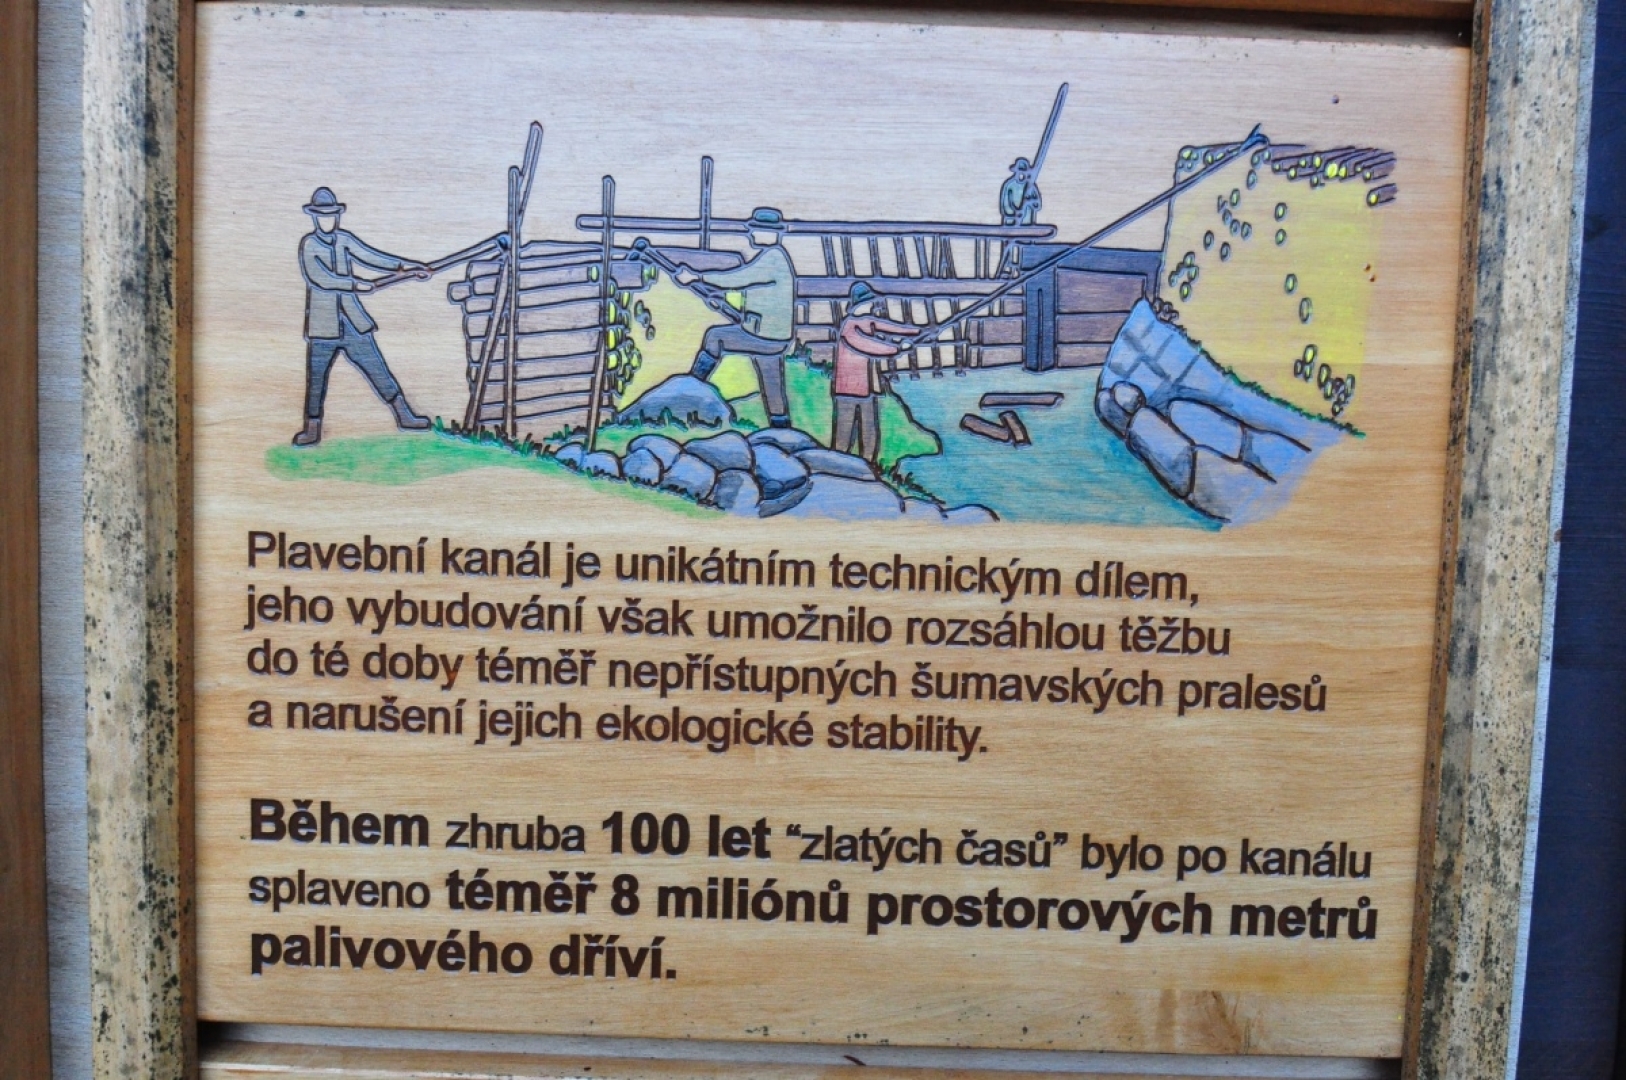 Plavební kanál je unikátním technickým dílem,
jeho vybudování však umožnilo rozsáhlou těžbu
do té doby téměř nepřístupných šumavských pralesů
a narušení jejich ekologické stability.
Během zhruba 100 let “zlatých časů” bylo po kanálu
splaveno téměř 8 miliónů prostorových metrů
palivového dříví.